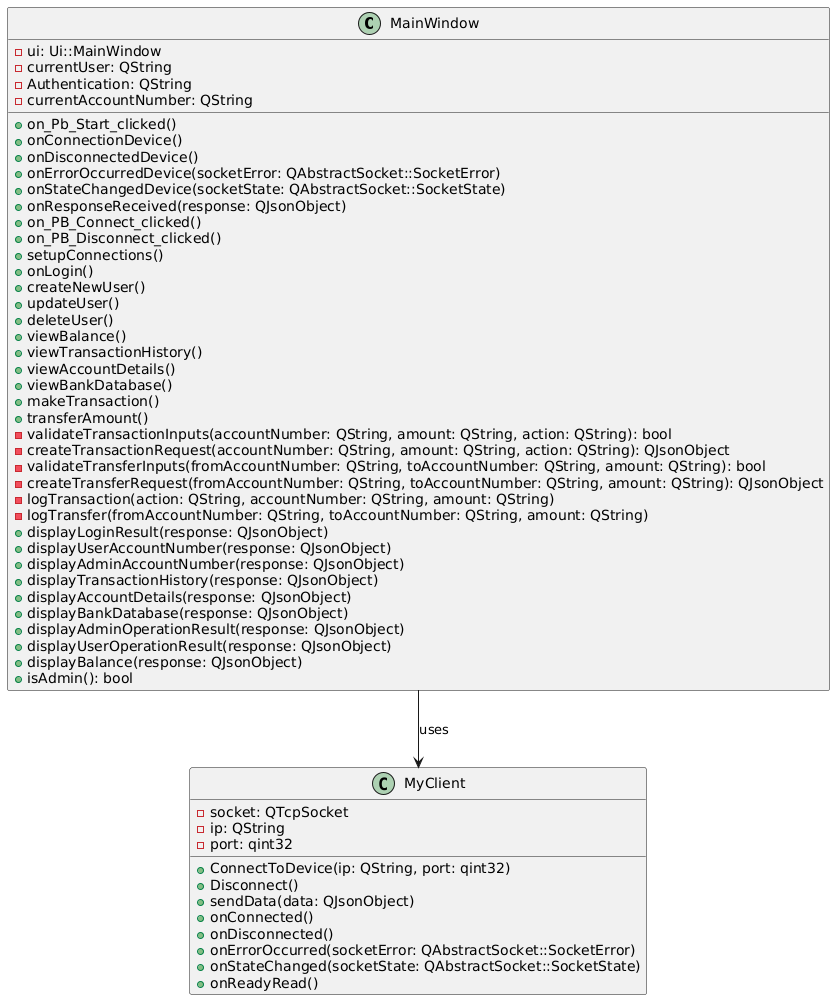 C MainWindow
ui: Ui::MainWindow
currentUser: QString
Authentication: QString
currentAccountNumber: QString
on_Pb_Start_clicked()
onConnectionDevice()
onDisconnectedDevice()
onErrorOccurredDevice(socketError: QAbstractSocket::SocketError)
onStateChangedDevice(socketState: QAbstractSocket::SocketState)
onResponseReceived(response: QJsonObject)
on_PB_Connect_clicked()
on_PB_Disconnect_clicked()
setupConnections()
onLogin()
createNewUser()
updateUser()
deleteUser()
viewBalance()
viewTransactionHistory()
viewAccountDetails()
viewBankDatabase()
makeTransaction()
transferAmount()
validateTransactionInputs(accountNumber: QString, amount: QString, action: QString): bool
createTransactionRequest(accountNumber: QString, amount: QString, action: QString): QJsonObject
validateTransferInputs(fromAccountNumber: QString, toAccountNumber: QString, amount: QString): bool
createTransferRequest(fromAccountNumber: QString, toAccountNumber: QString, amount: QString): QJsonObject
logTransaction(action: QString, accountNumber: QString, amount: QString)
logTransfer(fromAccountNumber: QString, toAccountNumber: QString, amount: QString)
displayLoginResult(response: QJsonObject)
displayUserAccountNumber(response: QJsonObject)
displayAdminAccountNumber(response: QJsonObject)
displayTransactionHistory(response: QJsonObject)
displayAccountDetails(response: QJsonObject)
displayBankDatabase(response: QJsonObject)
displayAdminOperationResult(response: QJsonObject)
displayUserOperationResult(response: QJsonObject)
displayBalance(response: QJsonObject)
isAdmin(): bool
uses
C MyClient
socket: QTcpSocket
ip: QString
port: qint32
ConnectToDevice(ip: QString, port: qint32)
Disconnect()
sendData(data: QJsonObject)
onConnected()
onDisconnected()
onErrorOccurred(socketError: QAbstractSocket::SocketError)
onStateChanged(socketState: QAbstractSocket::SocketState)
onReadyRead()